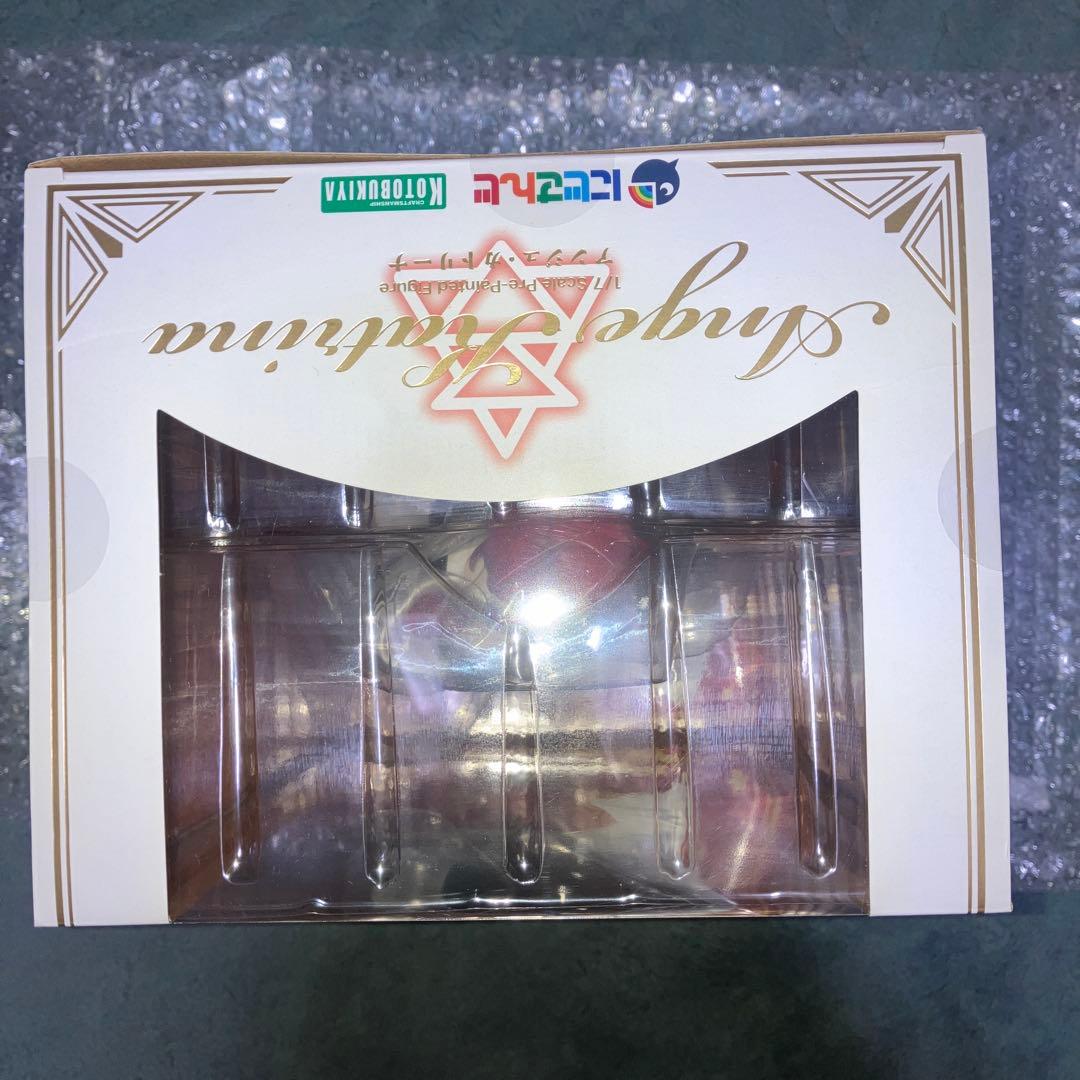 Ange Katrina
1/7 Scale Pre-Painted Figure
アンジュ・カトリーナ
にじさんじ
CRAFTSMANSHIP
KOTOBUKIYA